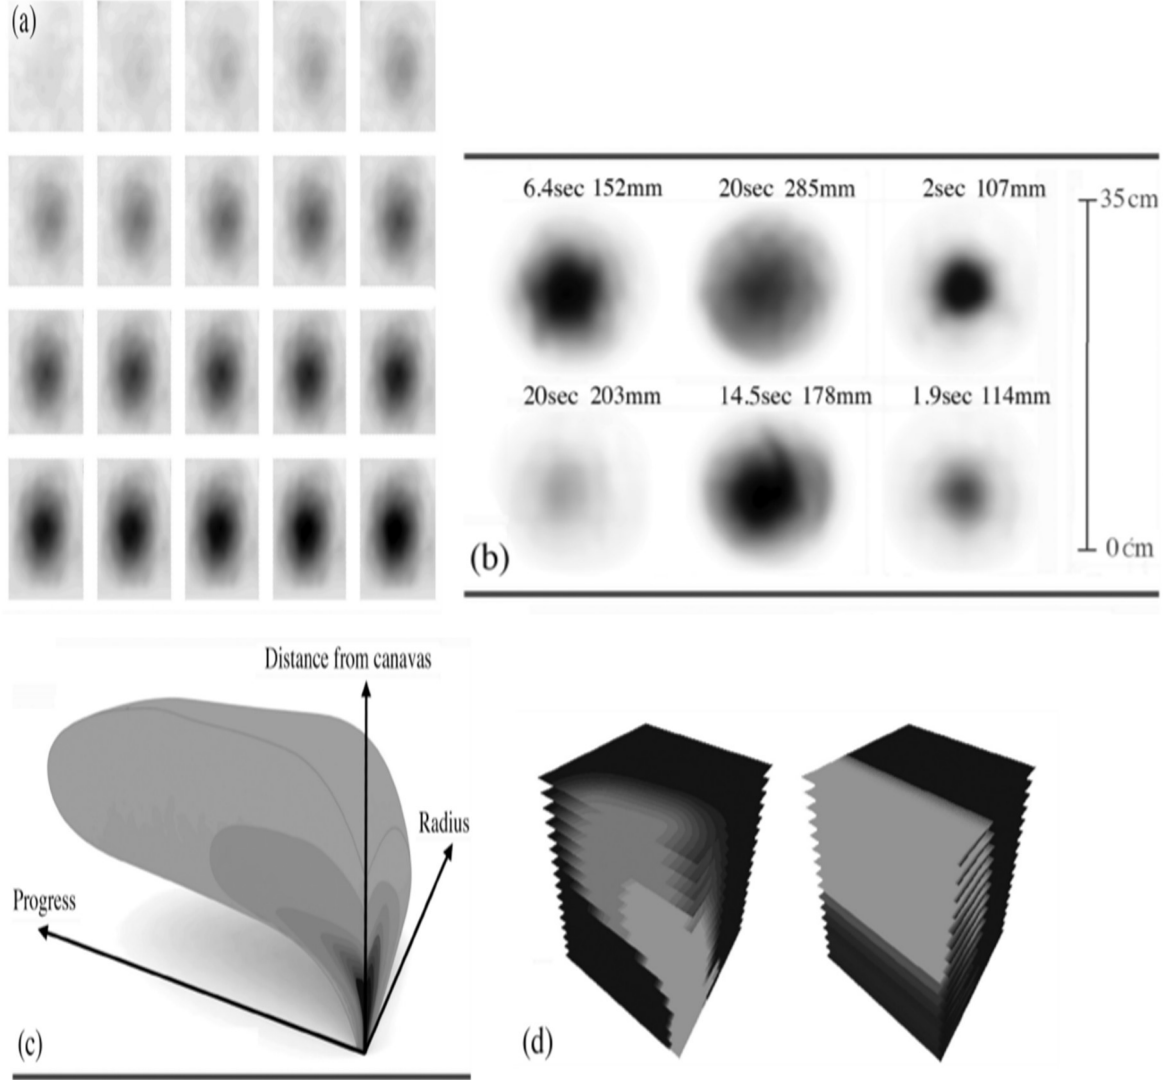 (a)
6.4sec 152mm
20sec 285mm
2sec 107mm
35cm
20sec 203mm
14.5sec 178mm
1.9sec 114mm
(b)
0cm
Distance from canavas
Radius
Progress
(c)
(d)